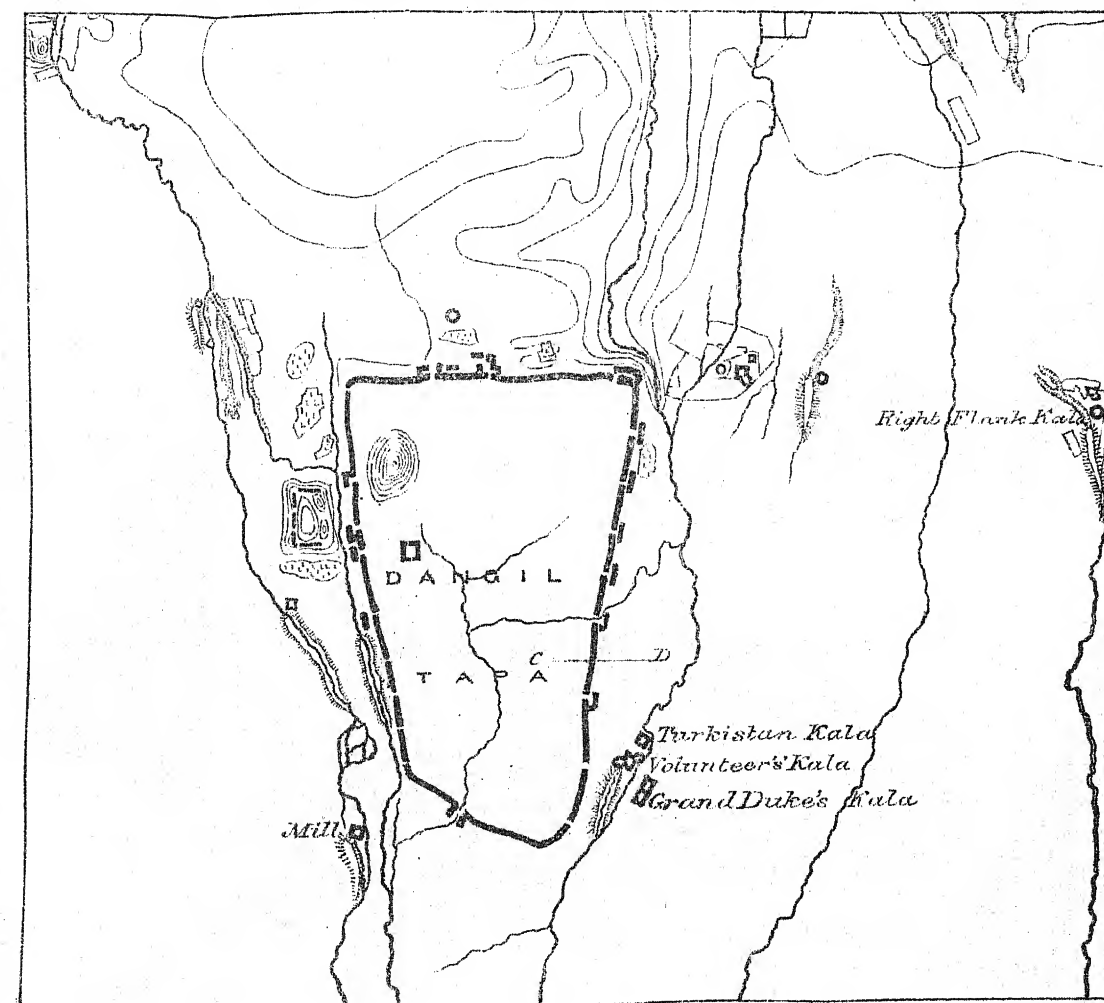 Right Flank Kala
DANGIL
C D
TAPA
Turkistan Kala
Volunteer's Kala
Grand Duke's Kala
Mill